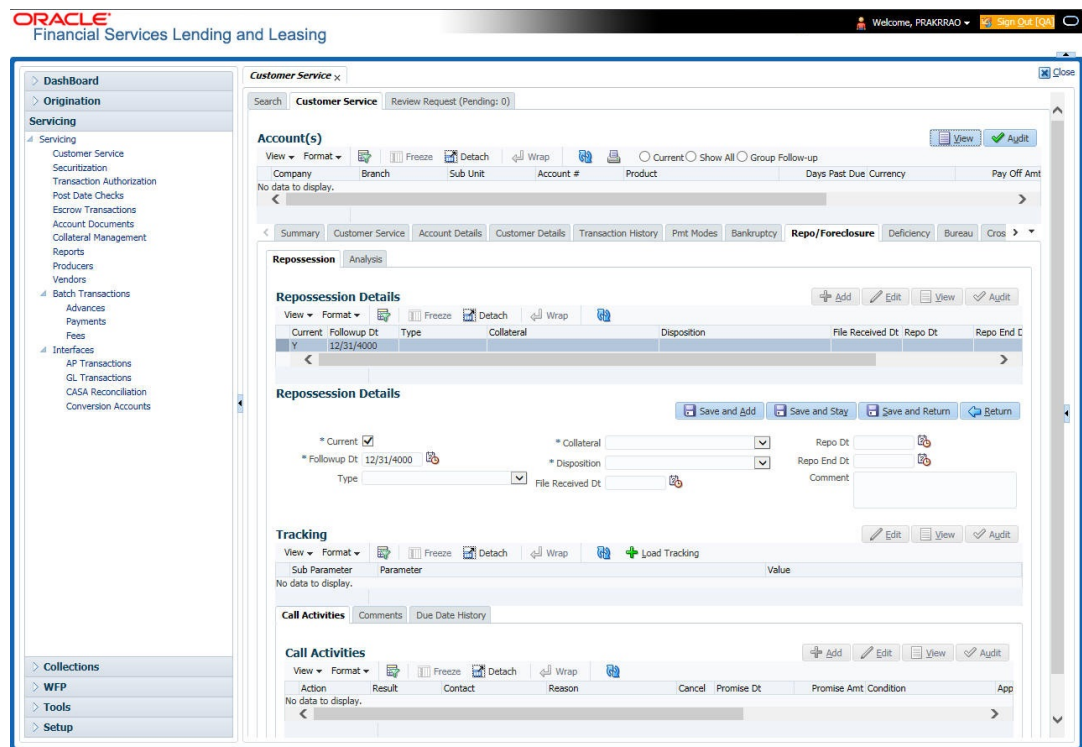 ORACLE
Financial Services Lending and Leasing
Welcome, PRAKRRAO
Sign Out [QA]
DashBoard
Origination
Servicing
Servicing
Customer Service
Securitization
Transaction Authorization
Post Date Checks
Escrow Transactions
Account Documents
Collateral Management
Reports
Producers
Vendors
Batch Transactions
Advances
Payments
Fees
Interfaces
AP Transactions
GL Transactions
CASA Reconciliation
Conversion Accounts
Collections
WFP
Tools
Setup
Customer Service x
Close
Search Customer Service Review Request (Pending: 0)
Account(s)
View Audit
View Format Freeze Detach Wrap Current Show All Group Follow-up
Company Branch Sub Unit Account # Product Days Past Due Currency Pay Off Amt
No data to display.
Summary Customer Service Account Details Customer Details Transaction History Pmt Modes Bankruptcy Repo/Foreclosure Deficiency Bureau Cros
Repossession Analysis
Repossession Details
Add Edit View Audit
View Format Freeze Detach Wrap
Current Followup Dt Type Collateral Disposition File Received Dt Repo Dt Repo End D
Y 12/31/4000
Repossession Details
Save and Add Save and Stay Save and Return Return
* Current * Collateral Repo Dt
* Followup Dt 12/31/4000 * Disposition Repo End Dt
Type File Received Dt Comment
Tracking
Edit View Audit
View Format Freeze Detach Wrap Load Tracking
Sub Parameter Parameter Value
No data to display.
Call Activities Comments Due Date History
Call Activities
Add Edit View Audit
View Format Freeze Detach Wrap
Action Result Contact Reason Cancel Promise Dt Promise Amt Condition App
No data to display.